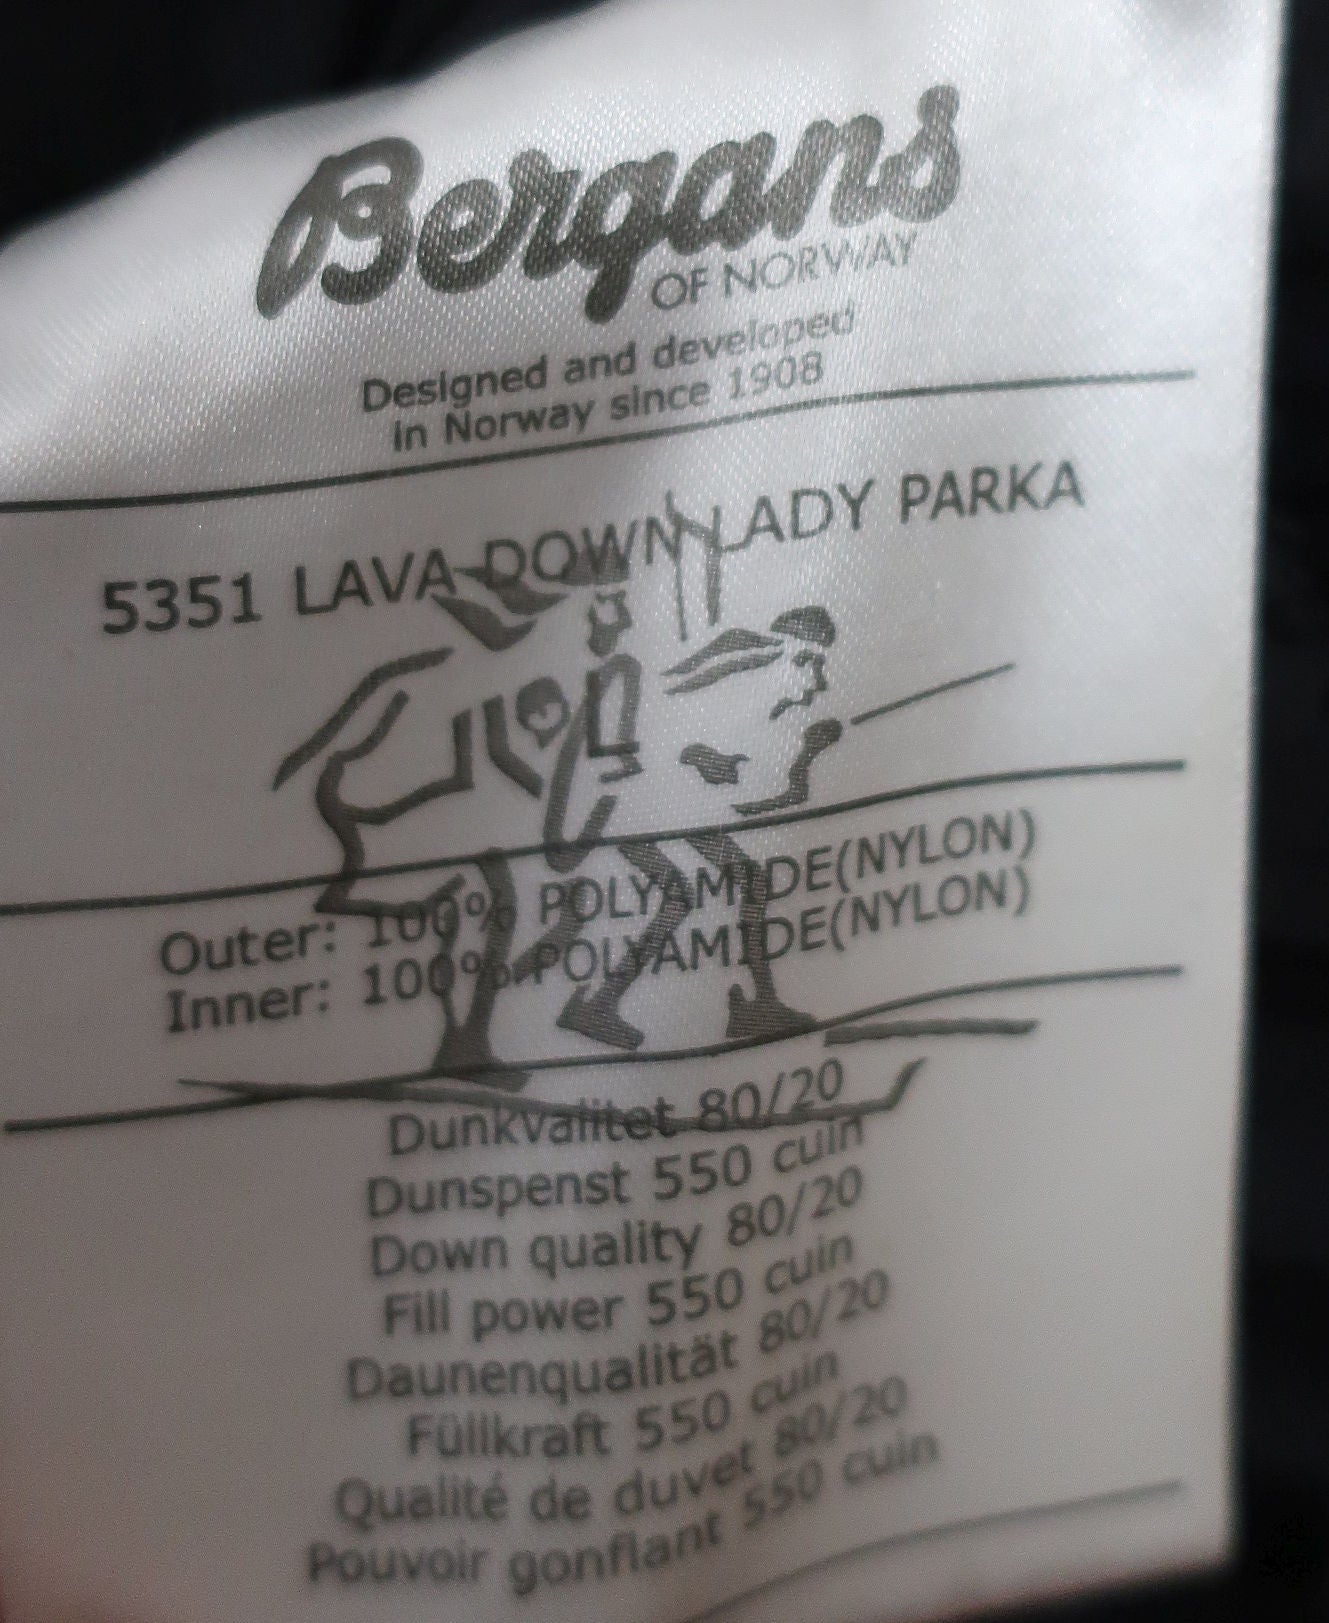 Bergans
OF NORWAY
Designed and developed
in Norway since 1908
5351 LAVA DOWN LADY PARKA
Outer: 100% POLYAMIDE(NYLON)
Inner: 100% POLYAMIDE(NYLON)
Dunkvalitet 80/20
Dunspenst 550 cuin
Down quality 80/20
Fill power 550 cuin
Daunenqualität 80/20
Füllkraft 550 cuin
Qualité de duvet 80/20
Pouvoir gonflant 550 cuin